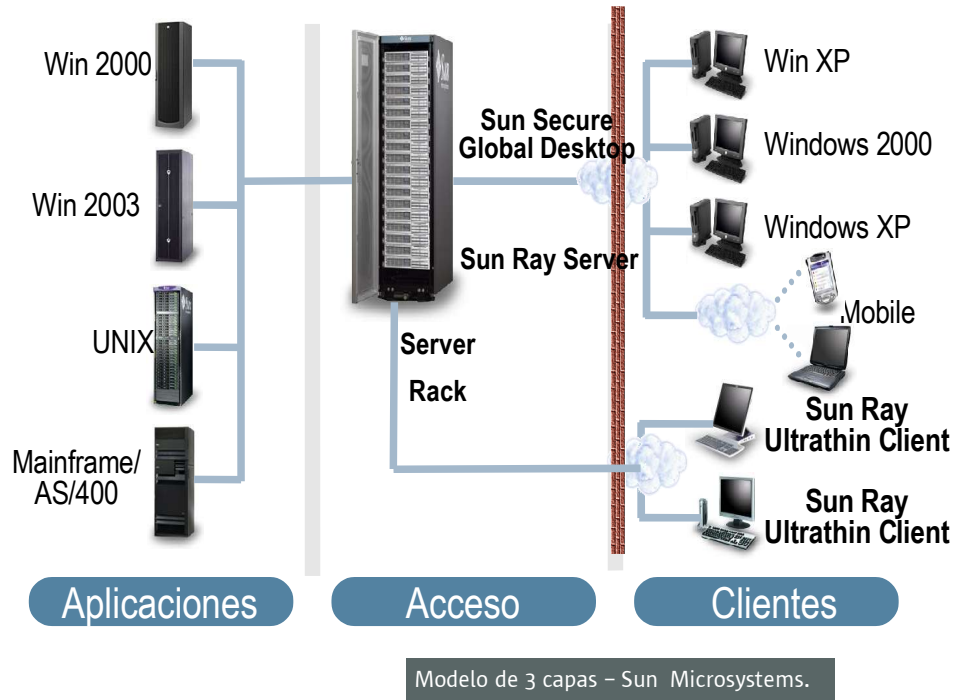 Win 2000
Win 2003
UNIX
Mainframe/
AS/400
Sun
Sun
Sun Secure
Global Desktop
Sun Ray Server
Server
Rack
Win XP
Windows 2000
Windows XP
Mobile
Sun Ray
Ultrathin Client
Sun Ray
Ultrathin Client
Aplicaciones
Acceso
Clientes
Modelo de 3 capas – Sun Microsystems.